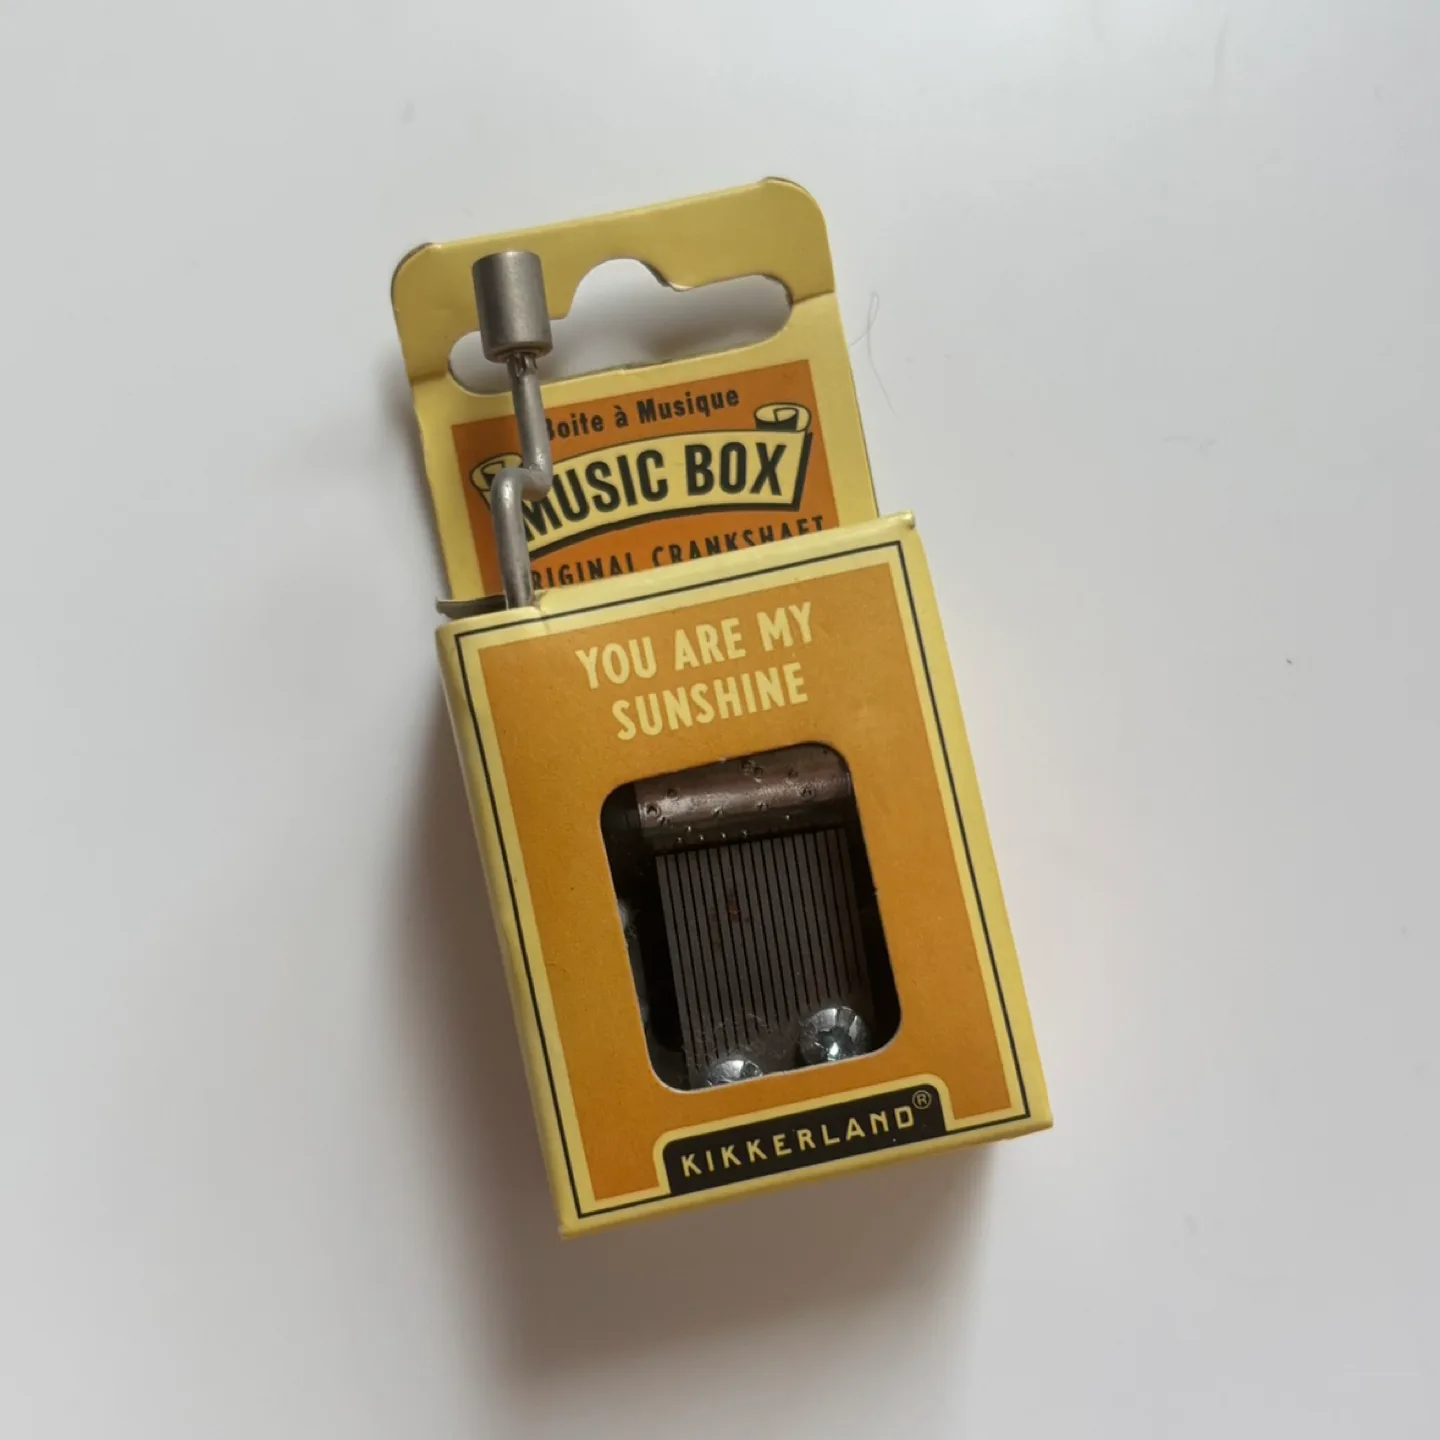 Boite à Musique
MUSIC BOX
ORIGINAL CRANKSHAFT
YOU ARE MY
SUNSHINE
KIKKERLAND®